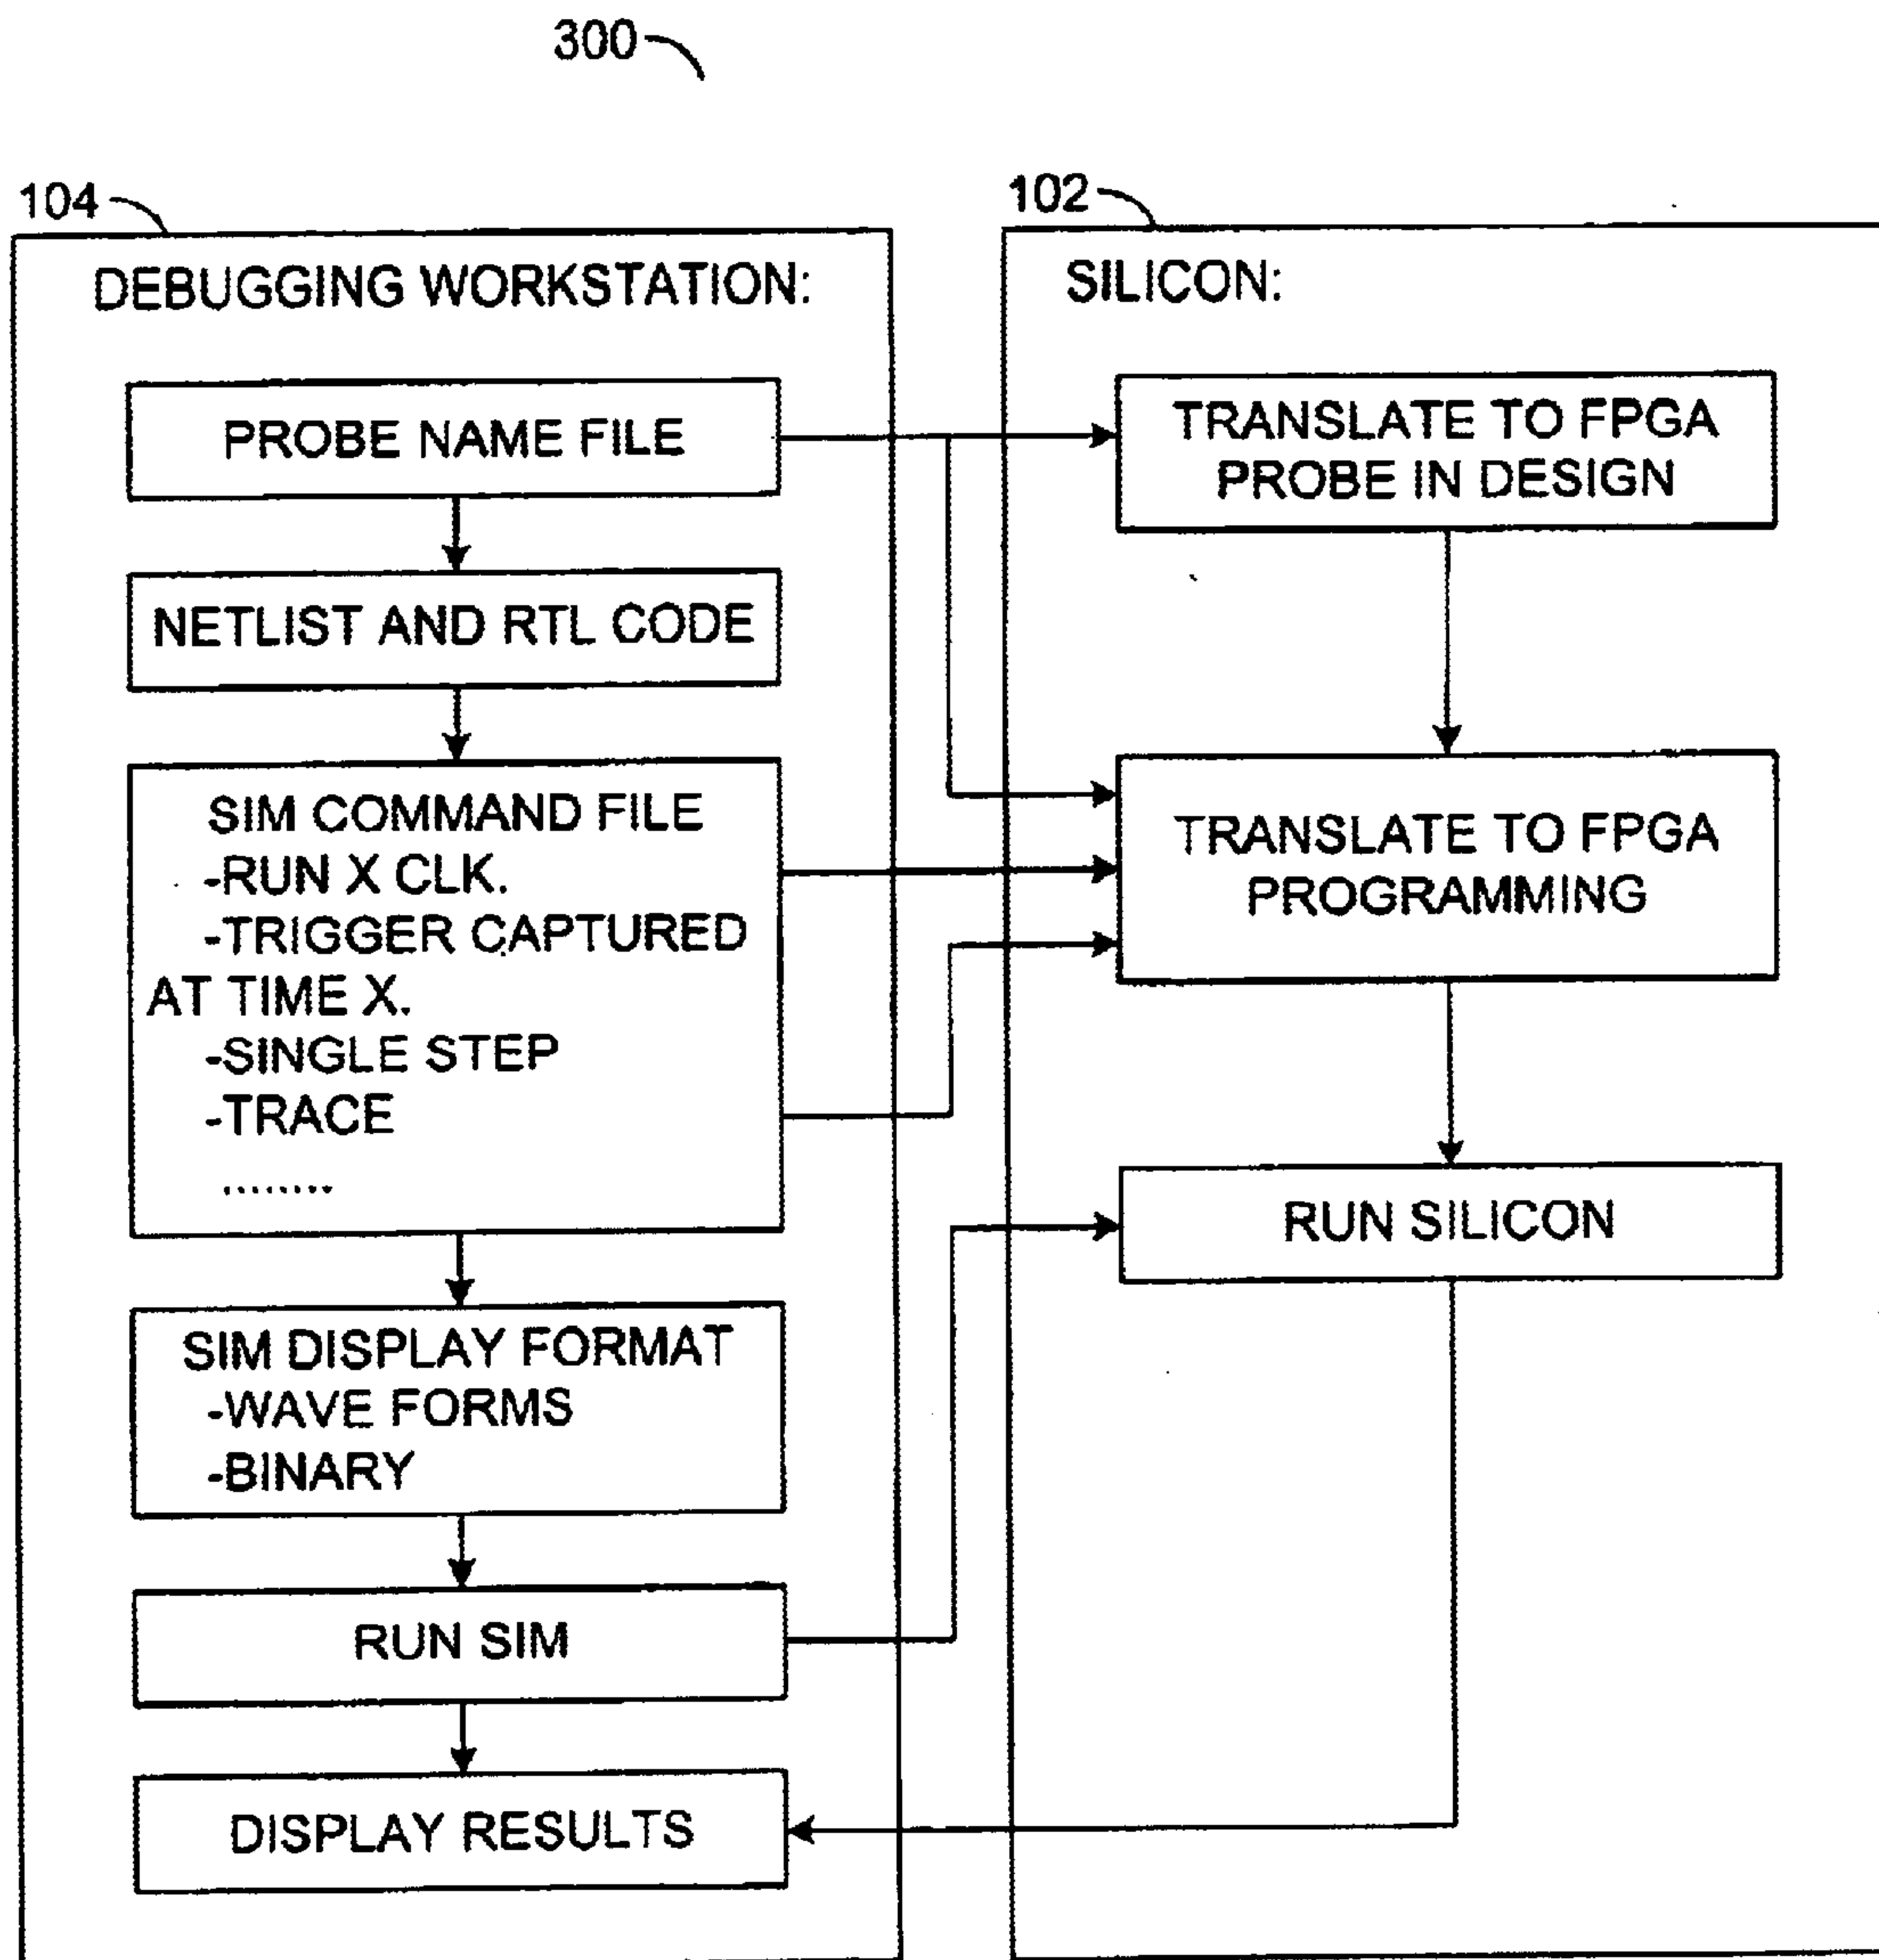 300
104
DEBUGGING WORKSTATION:
PROBE NAME FILE
NETLIST AND RTL CODE
SIM COMMAND FILE
-RUN X CLK.
-TRIGGER CAPTURED
AT TIME X.
-SINGLE STEP
-TRACE
........
SIM DISPLAY FORMAT
-WAVE FORMS
-BINARY
RUN SIM
DISPLAY RESULTS
102
SILICON:
TRANSLATE TO FPGA
PROBE IN DESIGN
TRANSLATE TO FPGA
PROGRAMMING
RUN SILICON